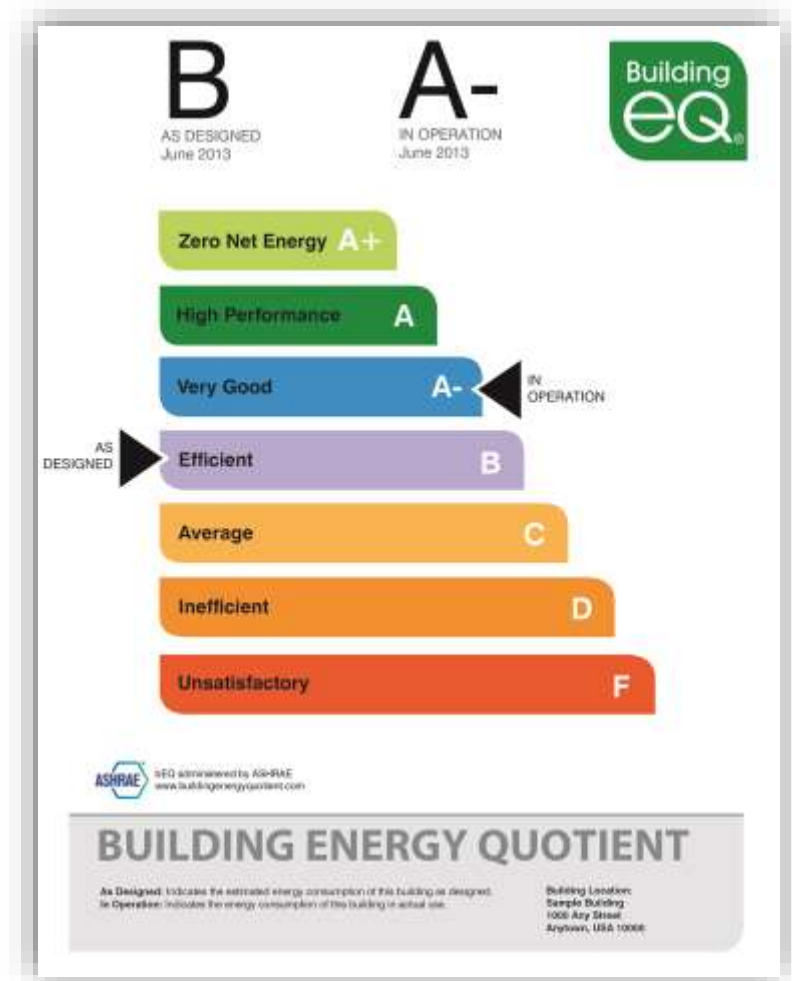 B
AS DESIGNED
June 2013
A-
IN OPERATION
June 2013
Building
eQ®
Zero Net Energy A+
High Performance A
Very Good A-
IN
OPERATION
AS
DESIGNED
Efficient B
Average C
Inefficient D
Unsatisfactory F
ASHRAE
bEQ administered by ASHRAE
www.buildingenergyquotient.com
BUILDING ENERGY QUOTIENT
As Designed: Indicates the estimated energy consumption of this building as designed.
In Operation: Indicates the energy consumption of this building in actual use.
Building Location:
Sample Building
1000 Any Street
Anytown, USA 10000